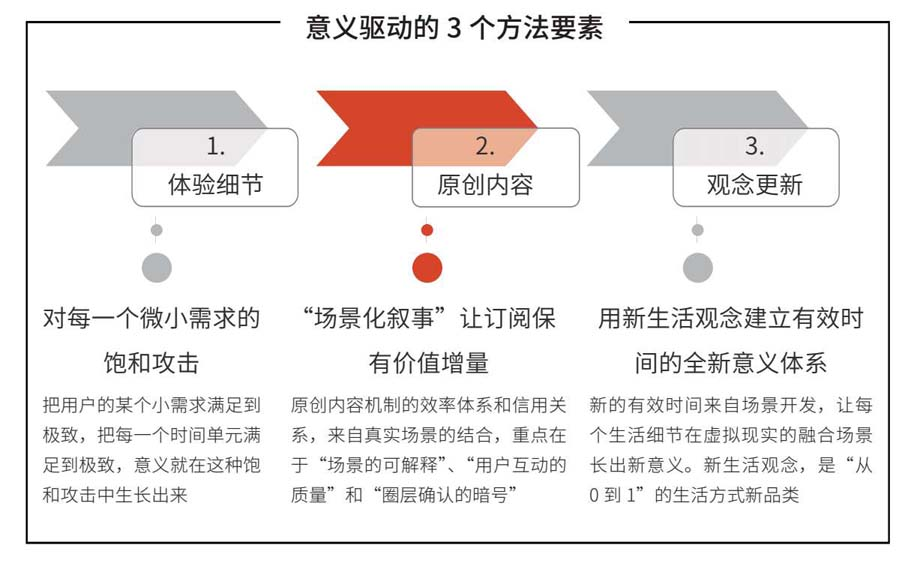 意义驱动的 3 个方法要素
1.
体验细节
2.
原创内容
3.
观念更新
对每一个微小需求的
饱和攻击
“场景化叙事”让订阅保
有价值增量
用新生活观念建立有效时
间的全新意义体系
把用户的某个小需求满足到
极致，把每一个时间单元满
足到极致，意义就在这种饱
和攻击中生长出来
原创内容机制的效率体系和信用关
系，来自真实场景的结合，重点在
于“场景的可解释”、“用户互动的
质量”和“圈层确认的暗号”
新的有效时间来自场景开发，让每
个生活细节在虚拟现实的融合场景
长出新意义。新生活观念，是“从
0 到 1”的生活方式新品类